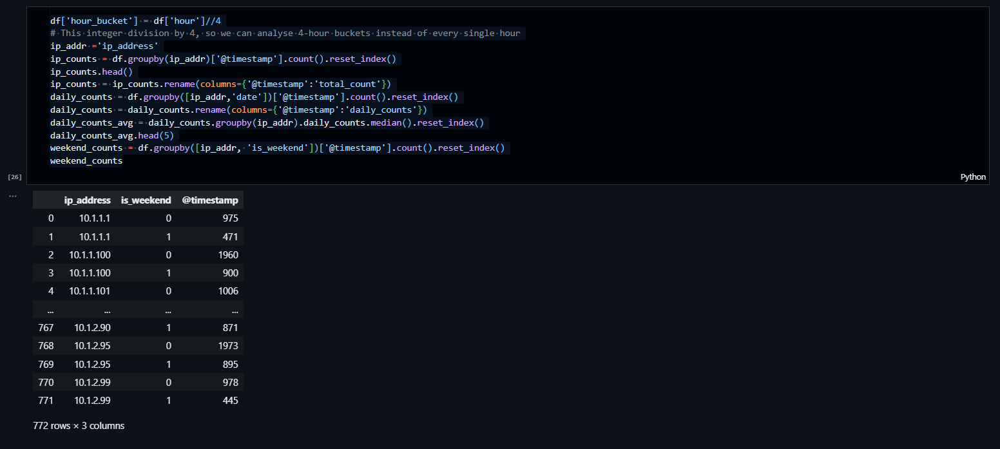 df['hour_bucket'] = df['hour']//4
# This integer division by 4, so we can analyse 4-hour buckets instead of every single hour
ip_addr ='ip_address'
ip_counts = df.groupby(ip_addr)['@timestamp'].count().reset_index()
ip_counts.head()
ip_counts = ip_counts.rename(columns={'@timestamp':'total_count'})
daily_counts = df.groupby([ip_addr,'date'])['@timestamp'].count().reset_index()
daily_counts = daily_counts.rename(columns={'@timestamp':'daily_counts'})
daily_counts_avg = daily_counts.groupby(ip_addr).daily_counts.median().reset_index()
daily_counts_avg.head(5)
weekend_counts = df.groupby([ip_addr, 'is_weekend'])['@timestamp'].count().reset_index()
weekend_counts
[26] Python
...
ip_address is_weekend @timestamp
0 10.1.1.1 0 975
1 10.1.1.1 1 471
2 10.1.1.100 0 1960
3 10.1.1.100 1 900
4 10.1.1.101 0 1006
... ... ... ...
767 10.1.2.90 1 871
768 10.1.2.95 0 1973
769 10.1.2.95 1 895
770 10.1.2.99 0 978
771 10.1.2.99 1 445
772 rows × 3 columns